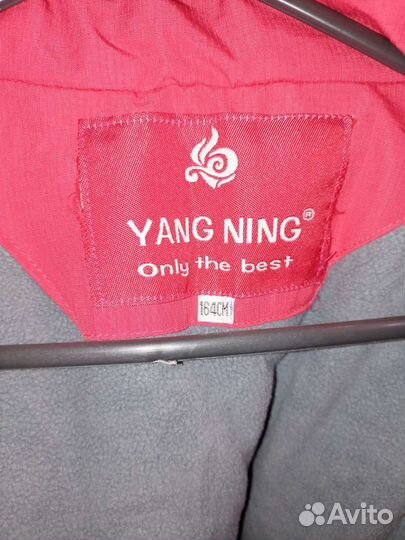 YANG NING®
Only the best
164CM
Avito